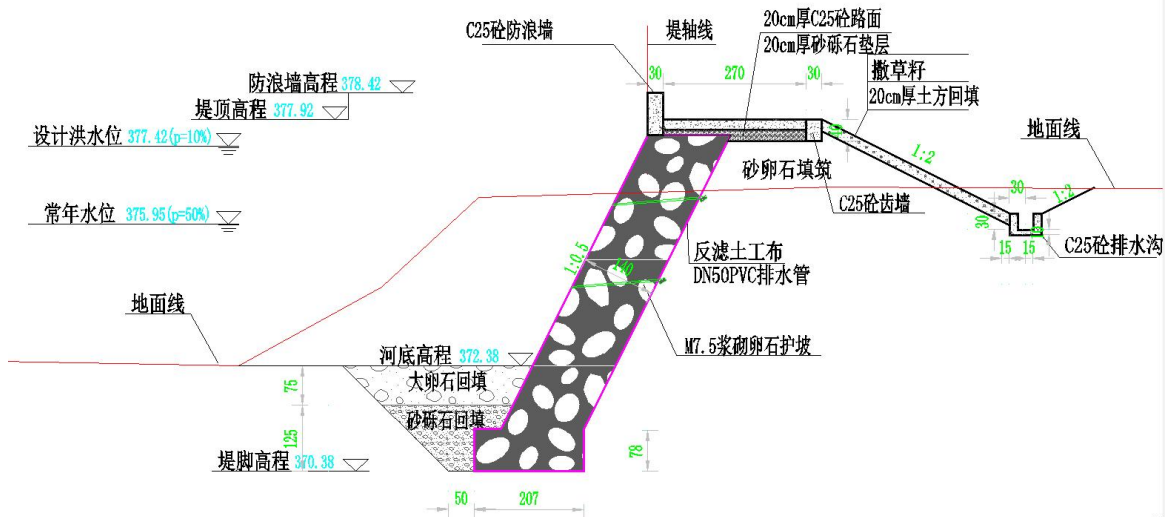 C25砼防浪墙
堤轴线
20cm厚C25砼路面
20cm厚砂砾石垫层
撒草籽
20cm厚土方回填
30
270
30
防浪墙高程 378.42
堤顶高程 377.92
设计洪水位 377.42(p=10%)
常年水位 375.95(p=50%)
地面线
1:2
砂卵石填筑
C25砼齿墙
30
1:2
30
15
15
C25砼排水沟
反滤土工布
DN50PVC排水管
1:0.5
140
M7.5浆砌卵石护坡
地面线
河底高程 372.38
大卵石回填
砂砾石回填
75
125
78
堤脚高程 370.38
50
207